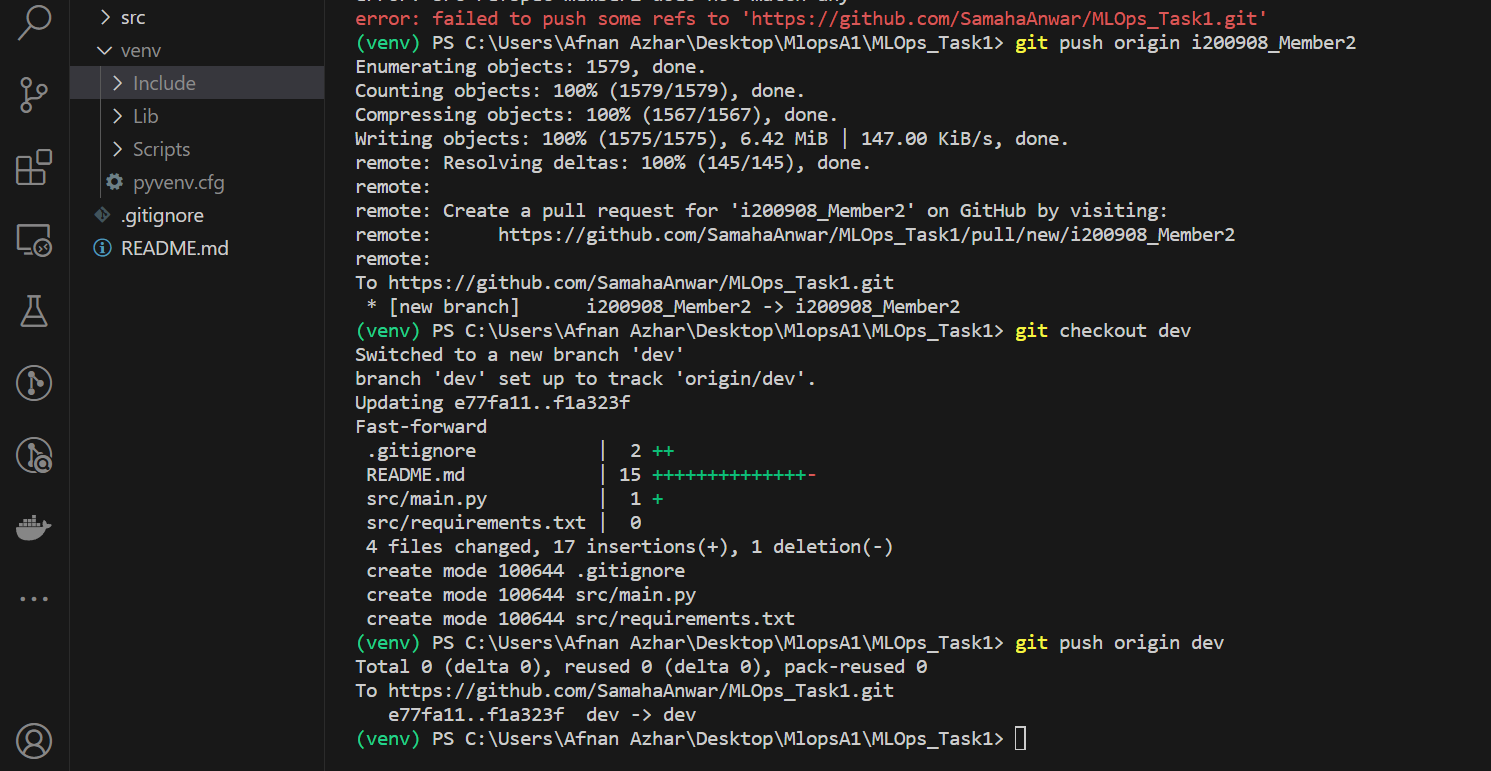 src
venv
Include
Lib
Scripts
pyvenv.cfg
.gitignore
README.md
error: failed to push some refs to 'https://github.com/SamahaAnwar/MLOps_Task1.git'
(venv) PS C:\Users\Afnan Azhar\Desktop\MlopsA1\MLOps_Task1> git push origin i200908_Member2
Enumerating objects: 1579, done.
Counting objects: 100% (1579/1579), done.
Compressing objects: 100% (1567/1567), done.
Writing objects: 100% (1575/1575), 6.42 MiB | 147.00 KiB/s, done.
remote: Resolving deltas: 100% (145/145), done.
remote:
remote: Create a pull request for 'i200908_Member2' on GitHub by visiting:
remote:      https://github.com/SamahaAnwar/MLOps_Task1/pull/new/i200908_Member2
remote:
To https://github.com/SamahaAnwar/MLOps_Task1.git
 * [new branch]      i200908_Member2 -> i200908_Member2
(venv) PS C:\Users\Afnan Azhar\Desktop\MlopsA1\MLOps_Task1> git checkout dev
Switched to a new branch 'dev'
branch 'dev' set up to track 'origin/dev'.
Updating e77fa11..f1a323f
Fast-forward
 .gitignore           |  2 ++
 README.md            | 15 ++++++++++++++-
 src/main.py          |  1 +
 src/requirements.txt |  0
 4 files changed, 17 insertions(+), 1 deletion(-)
 create mode 100644 .gitignore
 create mode 100644 src/main.py
 create mode 100644 src/requirements.txt
(venv) PS C:\Users\Afnan Azhar\Desktop\MlopsA1\MLOps_Task1> git push origin dev
Total 0 (delta 0), reused 0 (delta 0), pack-reused 0
To https://github.com/SamahaAnwar/MLOps_Task1.git
   e77fa11..f1a323f  dev -> dev
(venv) PS C:\Users\Afnan Azhar\Desktop\MlopsA1\MLOps_Task1>